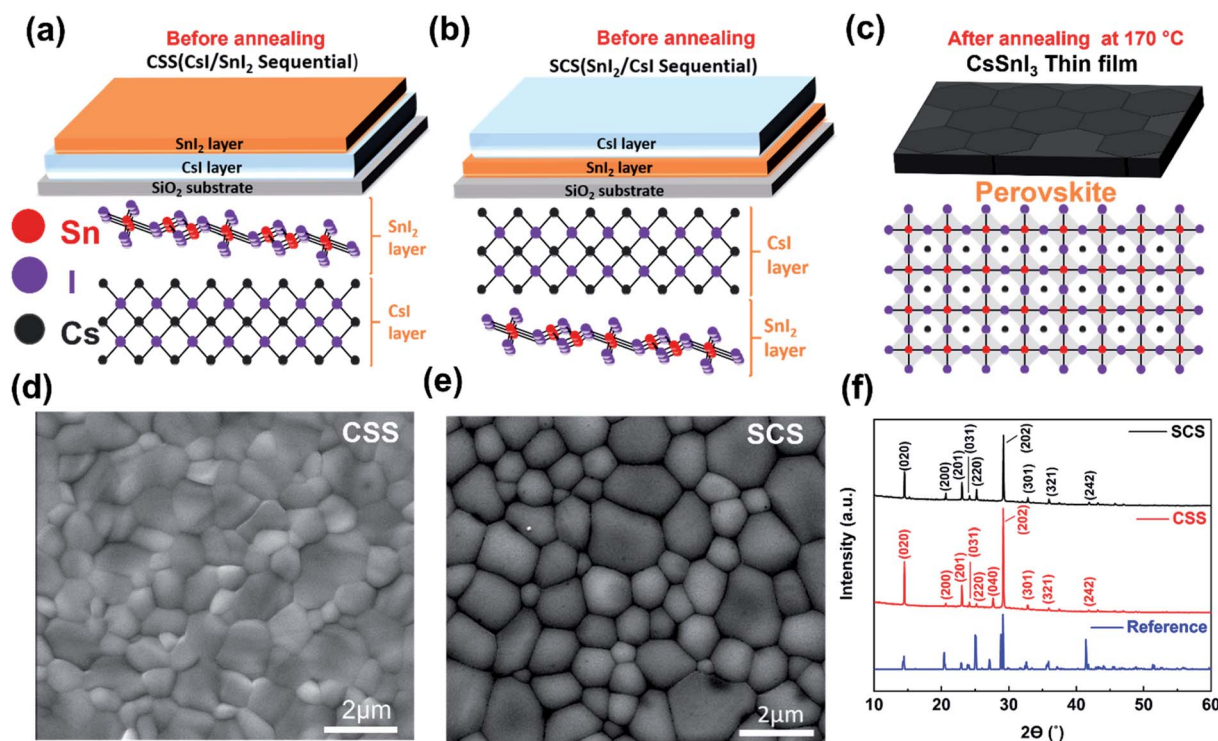 (a)
Before annealing
CSS(CsI/SnI₂ Sequential)
SnI₂ layer
CsI layer
SiO₂ substrate
Sn
I
Cs
SnI₂
layer
CsI
layer
(b)
Before annealing
SCS(SnI₂/CsI Sequential)
CsI layer
SnI₂ layer
SiO₂ substrate
CsI
layer
SnI₂
layer
(c)
After annealing at 170 °C
CsSnI₃ Thin film
Perovskite
(d)
CSS
2μm
(e)
SCS
2μm
(f)
SCS
(020)
(200)
(201)
(031)
(220)
(202)
(301)
(321)
(242)
CSS
(020)
(200)
(201)
(031)
(220)
(040)
(202)
(301)
(321)
(242)
Reference
Intensity (a.u.)
10 20 30 40 50 60
2Θ (°)